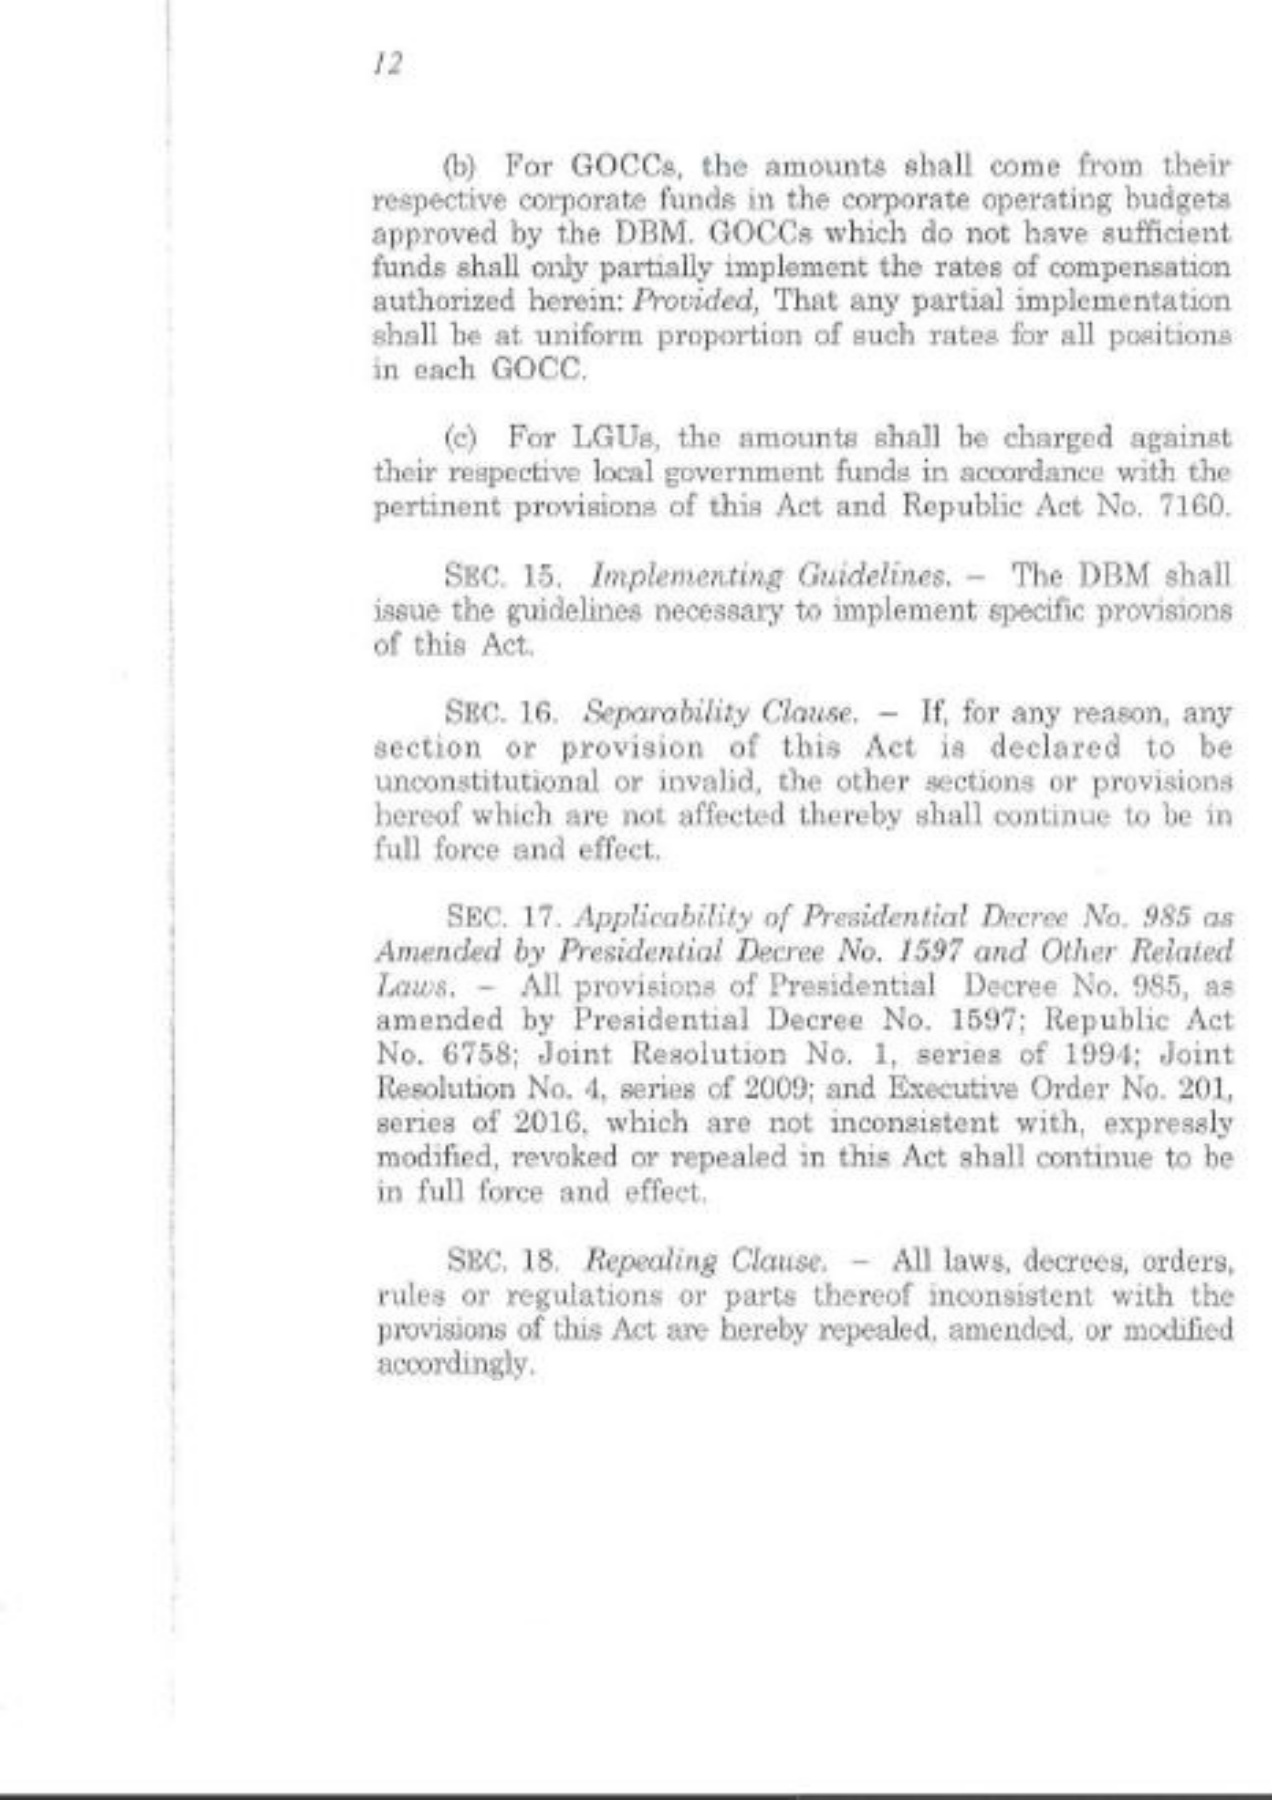 12
(b) For GOCCs, the amounts shall come from their
respective corporate funds in the corporate operating budgets
approved by the DBM. GOCCs which do not have sufficient
funds shall only partially implement the rates of compensation
authorized herein: Provided, That any partial implementation
shall be at uniform proportion of such rates for all positions
in each GOCC.
(c) For LGUs, the amounts shall be charged against
their respective local government funds in accordance with the
pertinent provisions of this Act and Republic Act No. 7160.
SEC. 15. Implementing Guidelines. – The DBM shall
issue the guidelines necessary to implement specific provisions
of this Act.
SEC. 16. Separability Clause. – If, for any reason, any
section or provision of this Act is declared to be
unconstitutional or invalid, the other sections or provisions
hereof which are not affected thereby shall continue to be in
full force and effect.
SEC. 17. Applicability of Presidential Decree No. 985 as
Amended by Presidential Decree No. 1597 and Other Related
Laws. – All provisions of Presidential Decree No. 985, as
amended by Presidential Decree No. 1597; Republic Act
No. 6758; Joint Resolution No. 1, series of 1994; Joint
Resolution No. 4, series of 2009; and Executive Order No. 201,
series of 2016, which are not inconsistent with, expressly
modified, revoked or repealed in this Act shall continue to be
in full force and effect.
SEC. 18. Repealing Clause. – All laws, decrees, orders,
rules or regulations or parts thereof inconsistent with the
provisions of this Act are hereby repealed, amended, or modified
accordingly.